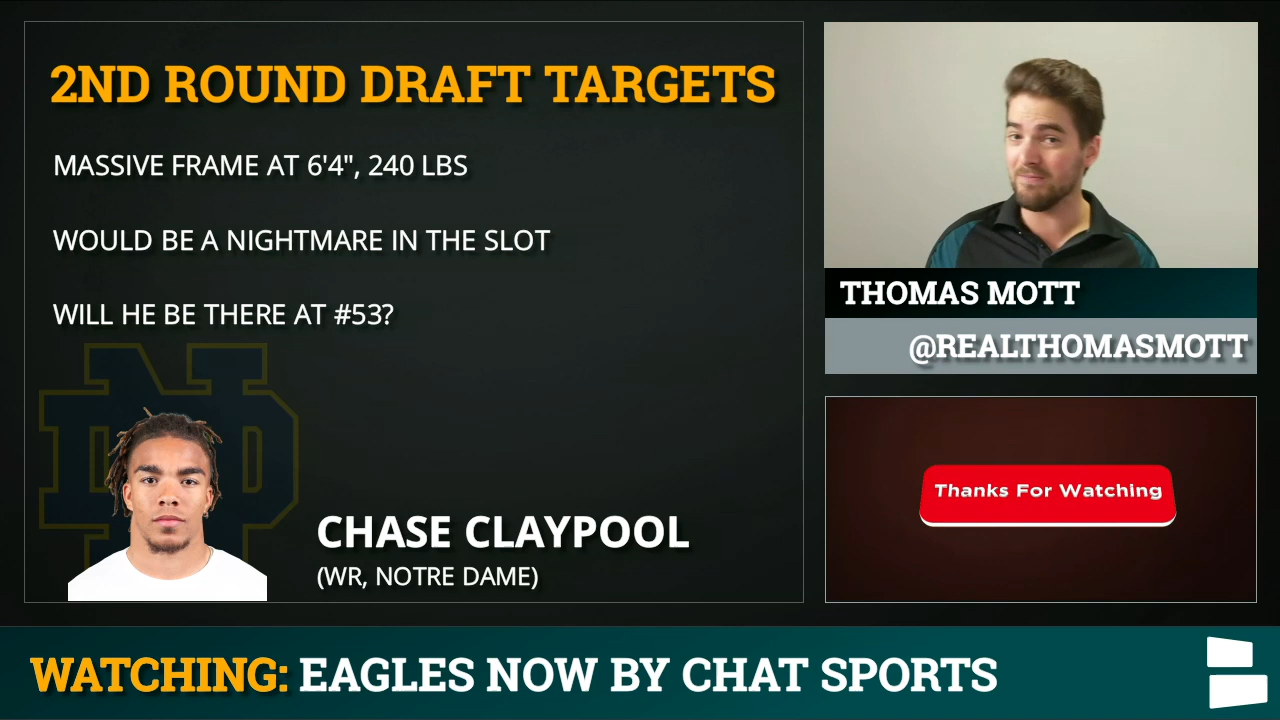 2ND ROUND DRAFT TARGETS
MASSIVE FRAME AT 6'4", 240 LBS
WOULD BE A NIGHTMARE IN THE SLOT
WILL HE BE THERE AT #53?
CHASE CLAYPOOL
(WR, NOTRE DAME)
THOMAS MOTT
@REALTHOMASMOTT
Thanks For Watching
WATCHING: EAGLES NOW BY CHAT SPORTS